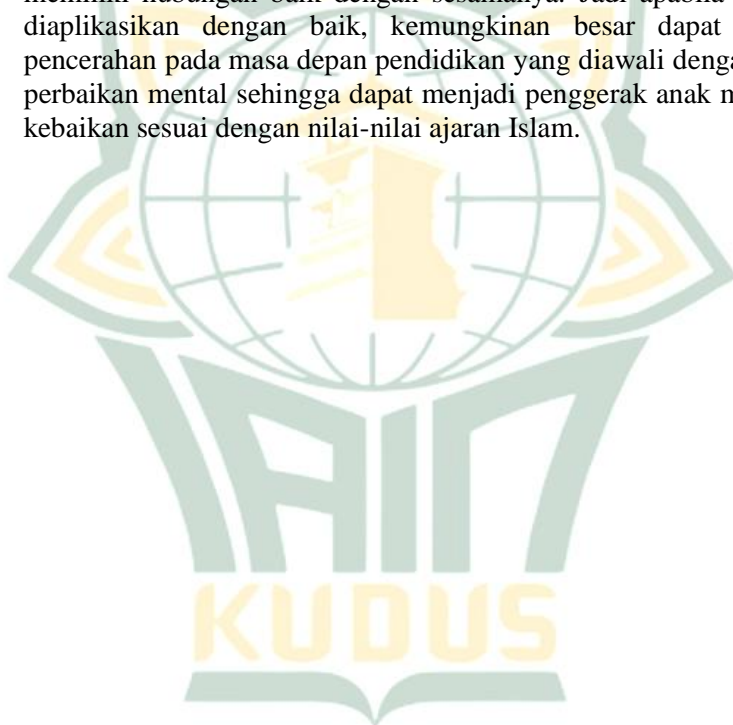 diaplikasikan dengan baik, kemungkinan besar dapat
pencerahan pada masa depan pendidikan yang diawali
perbaikan mental sehingga dapat menjadi penggerak anak
kebaikan sesuai dengan nilai-nilai ajaran Islam.
IAIN
KUDUS